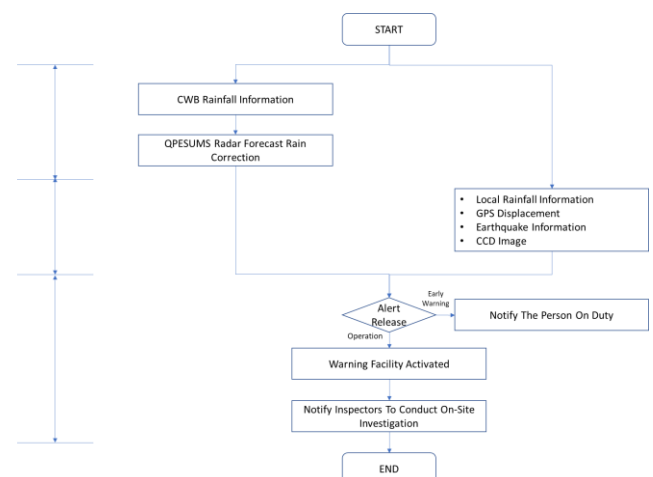 START
CWB Rainfall Information
QPESUMS Radar Forecast Rain
Correction
• Local Rainfall Information
• GPS Displacement
• Earthquake Information
• CCD Image
Alert
Release
Early
Warning
Notify The Person On Duty
Operation
Warning Facility Activated
Notify Inspectors To Conduct On-Site
Investigation
END